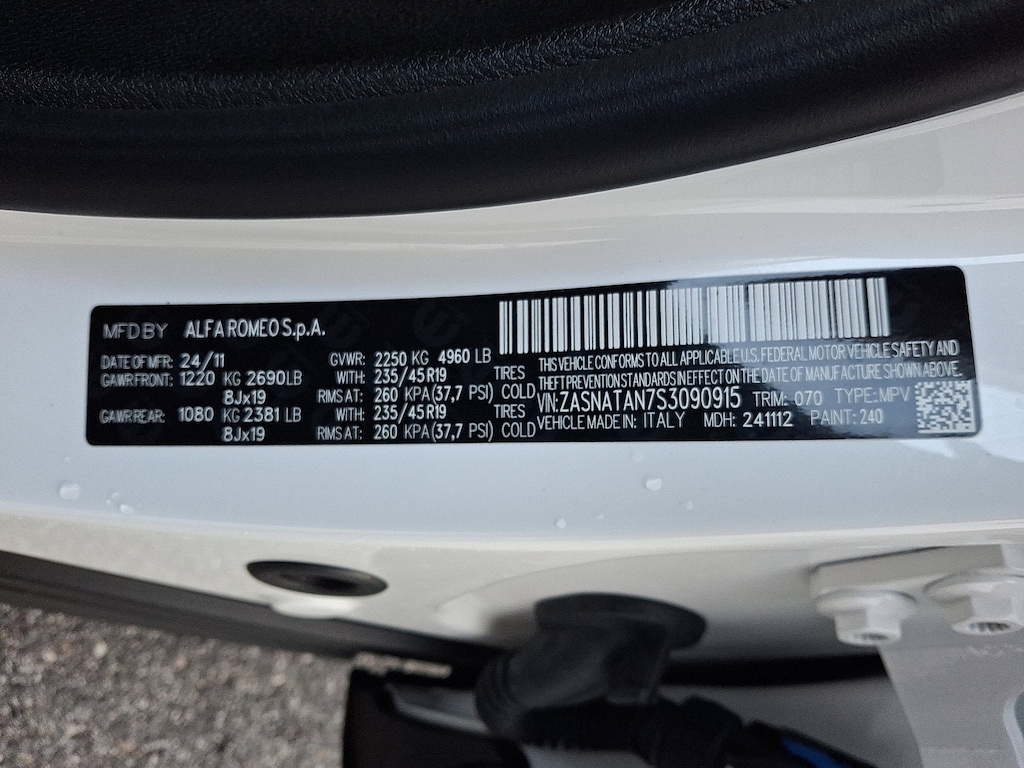 MFD BY ALFA ROMEO S.p.A.
DATE OF MFR: 24/11 GVWR: 2250 KG 4960 LB
GAWR FRONT: 1220 KG 2690LB WITH: 235/45R19 TIRES
8Jx19 RIMS AT: 260 KPA(37,7 PSI) COLD
GAWR REAR: 1080 KG 2381 LB WITH: 235/45R19 TIRES
8Jx19 RIMS AT: 260 KPA(37,7 PSI) COLD
THIS VEHICLE CONFORMS TO ALL APPLICABLE U.S. FEDERAL MOTOR VEHICLE SAFETY AND
THEFT PREVENTION STANDARDS IN EFFECT ON THE DATE OF MANUFACTURE SHOWN ABOVE.
VIN: ZASNATAN7S3090915 TRIM: 070 TYPE: MPV
VEHICLE MADE IN: ITALY MDH: 241112 PAINT: 240